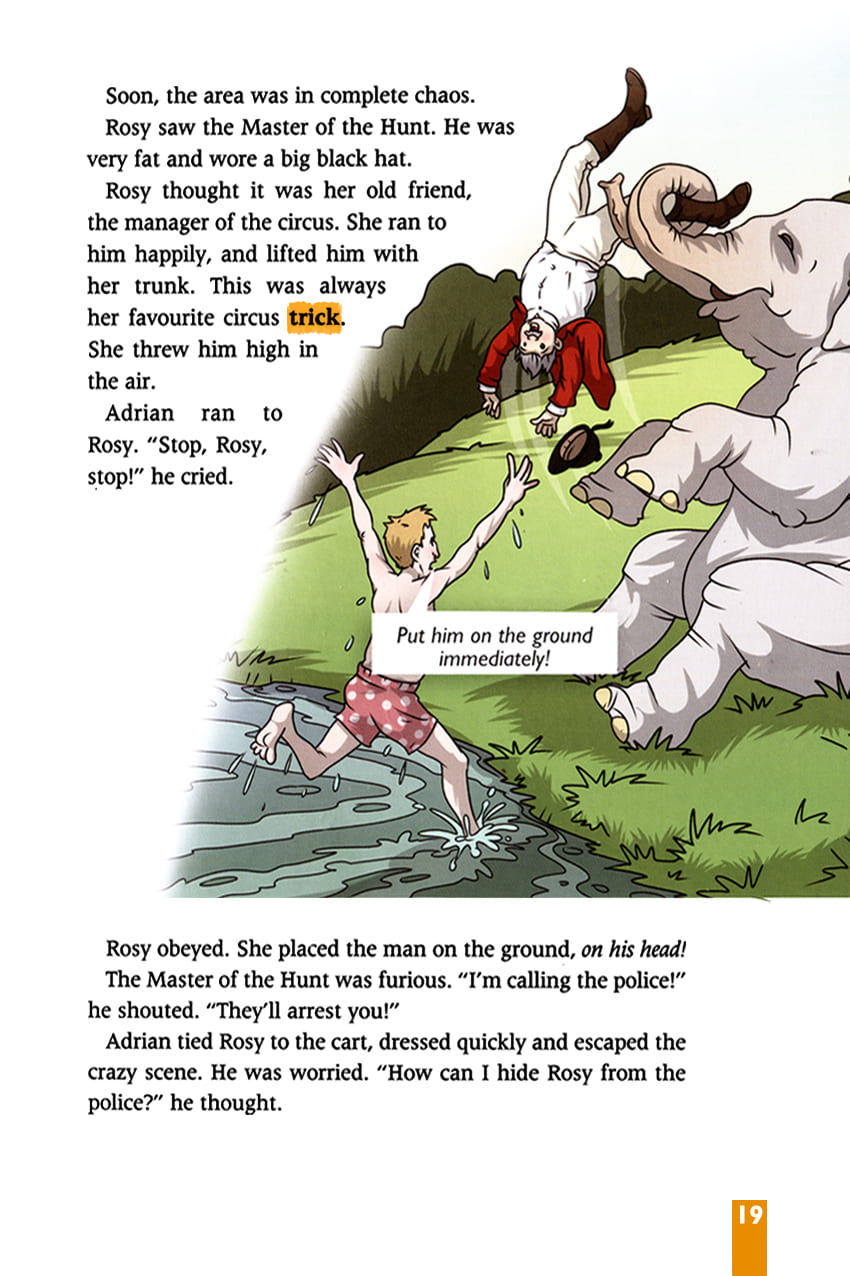 Soon, the area was in complete chaos.
Rosy saw the Master of the Hunt. He was
very fat and wore a big black hat.
Rosy thought it was her old friend,
the manager of the circus. She ran to
him happily, and lifted him with
her trunk. This was always
her favourite circus trick.
She threw him high in
the air.
Adrian ran to
Rosy. “Stop, Rosy,
stop!” he cried.
Put him on the ground
immediately!
Rosy obeyed. She placed the man on the ground, on his head!
The Master of the Hunt was furious. “I’m calling the police!”
he shouted. “They’ll arrest you!”
Adrian tied Rosy to the cart, dressed quickly and escaped the
crazy scene. He was worried. “How can I hide Rosy from the
police?” he thought.
19